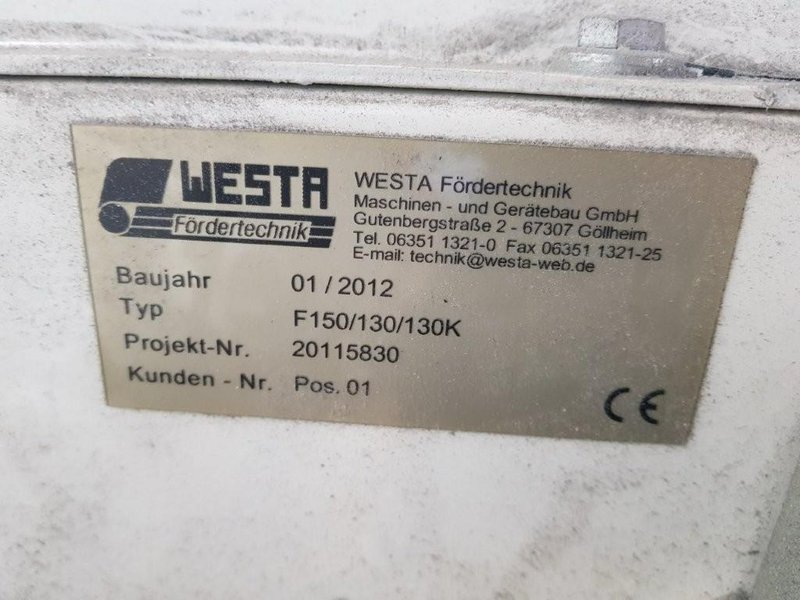 WESTA
Fördertechnik
WESTA Fördertechnik
Maschinen - und Gerätebau GmbH
Gutenbergstraße 2 - 67307 Göllheim
Tel. 06351 1321-0 Fax 06351 1321-25
E-mail: technik@westa-web.de
Baujahr 01 / 2012
Typ F150/130/130K
Projekt-Nr. 20115830
Kunden - Nr. Pos. 01
CE